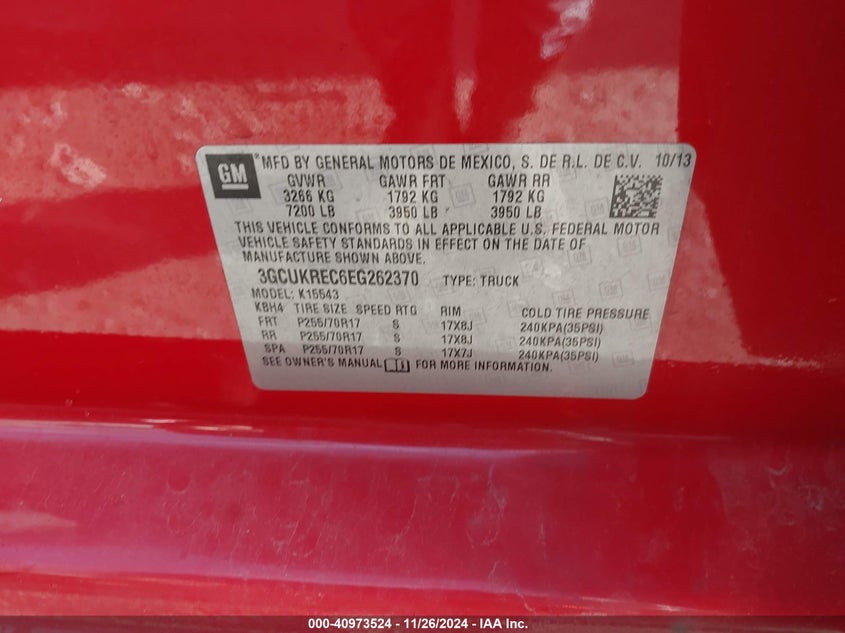 GM
*MFD BY GENERAL MOTORS DE MEXICO, S. DE R.L. DE C.V. 10/13
GVWR GAWR FRT GAWR RR
3266 KG 1792 KG 1792 KG
7200 LB 3950 LB 3950 LB
THIS VEHICLE CONFORMS TO ALL APPLICABLE U.S. FEDERAL MOTOR
VEHICLE SAFETY STANDARDS IN EFFECT ON THE DATE OF
MANUFACTURE SHOWN ABOVE.
3GCUKREC6EG262370 TYPE: TRUCK
MODEL: K15543
KBH4 TIRE SIZE SPEED RTG RIM COLD TIRE PRESSURE
FRT P255/70R17 S 17X8J 240KPA(35PSI)
RR P255/70R17 S 17X8J 240KPA(35PSI)
SPA P255/70R17 S 17X7J 240KPA(35PSI)
SEE OWNER'S MANUAL FOR MORE INFORMATION.
000-40973524 - 11/26/2024 - IAA Inc.